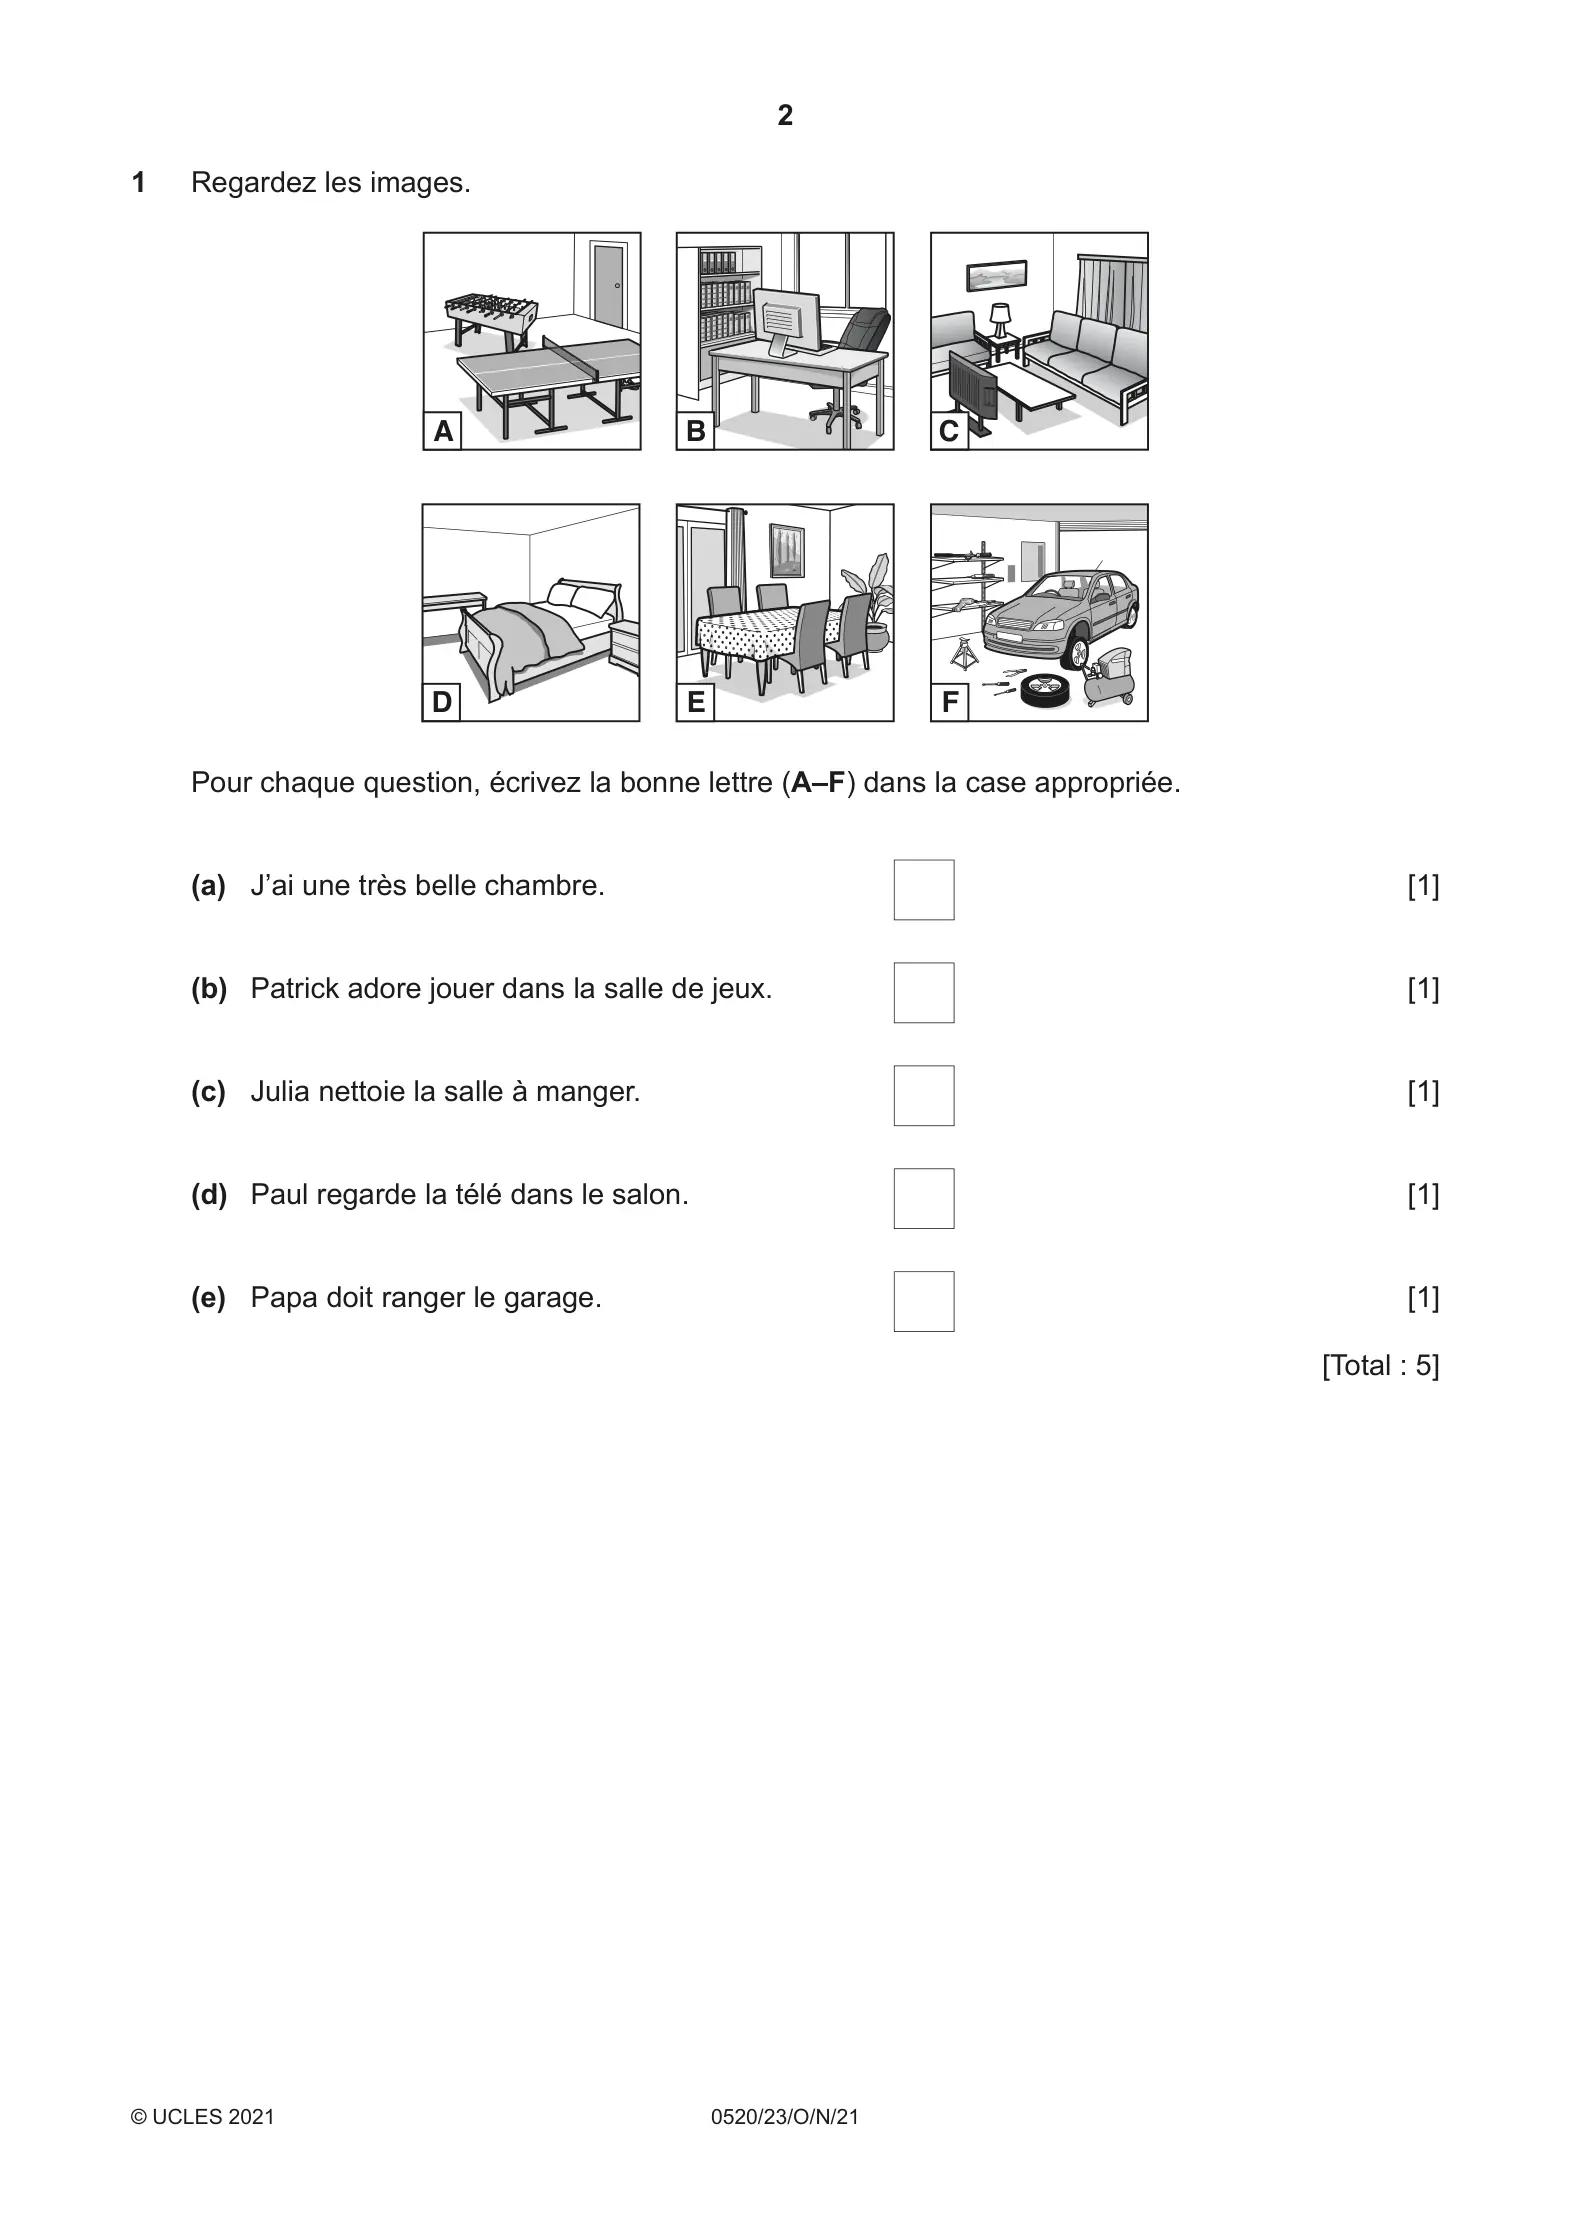 2
1 Regardez les images.
A B C
D E F
Pour chaque question, écrivez la bonne lettre (A–F) dans la case appropriée.
(a) J’ai une très belle chambre. [1]
(b) Patrick adore jouer dans la salle de jeux. [1]
(c) Julia nettoie la salle à manger. [1]
(d) Paul regarde la télé dans le salon. [1]
(e) Papa doit ranger le garage. [1]
[Total : 5]
© UCLES 2021 0520/23/O/N/21